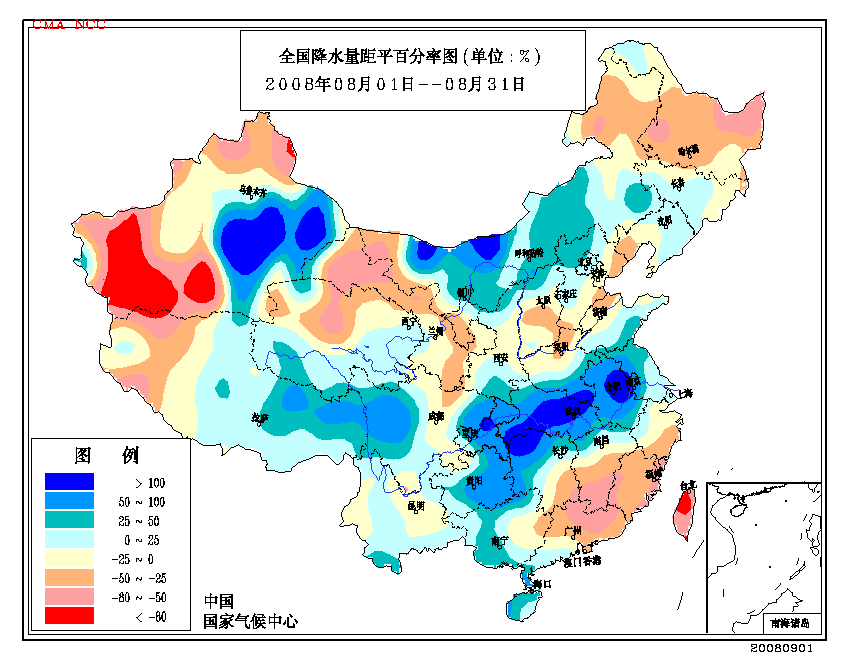 CMA NCC
全国降水量距平百分率图(单位:%)
2008年08月01日--08月31日
哈尔滨
长春
沈阳
乌鲁木齐
呼和浩特
北京
天津
银川
太原
石家庄
济南
西宁
兰州
郑州
西安
合肥
南京
上海
拉萨
成都
重庆
武汉
长沙
南昌
贵阳
福州
台北
昆明
南宁
广州
澳门香港
海口
图 例
> 100
50 ~ 100
25 ~ 50
0 ~ 25
-25 ~ 0
-50 ~ -25
-80 ~ -50
< -80
中国
国家气候中心
南海诸岛
20080901